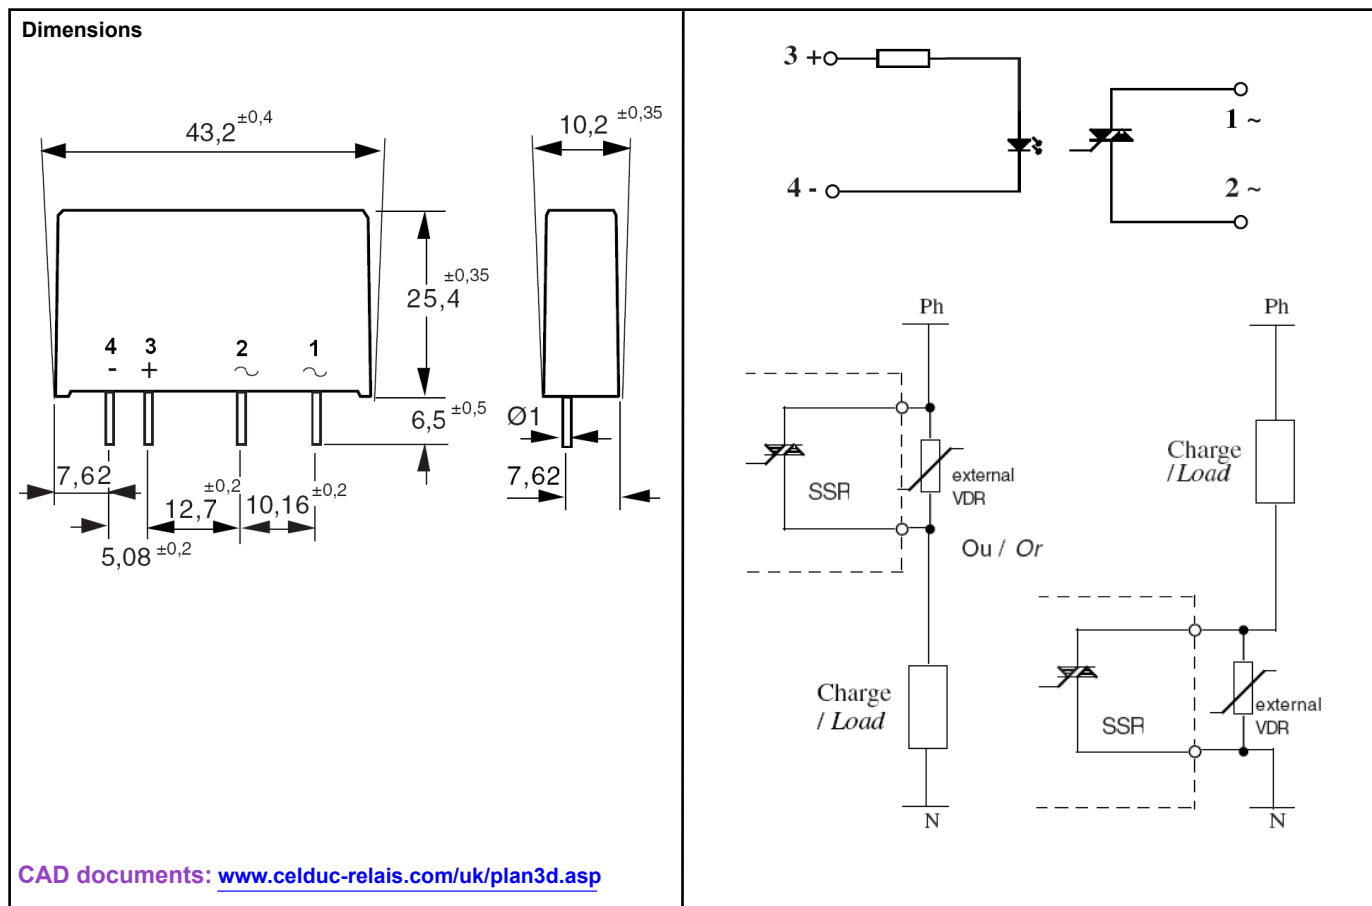 Dimensions
43,2 ±0,4
10,2 ±0,35
25,4 ±0,35
4 3 2 1
- + ~ ~
6,5 ±0,5
Ø1
7,62
12,7 ±0,2
10,16 ±0,2
5,08 ±0,2
7,62
CAD documents: www.celduc-relais.com/uk/plan3d.asp
3 +
4 -
1 ~
2 ~
Ph
SSR
external
VDR
Ou / Or
Charge
/ Load
N
Ph
Charge
/Load
SSR
external
VDR
N